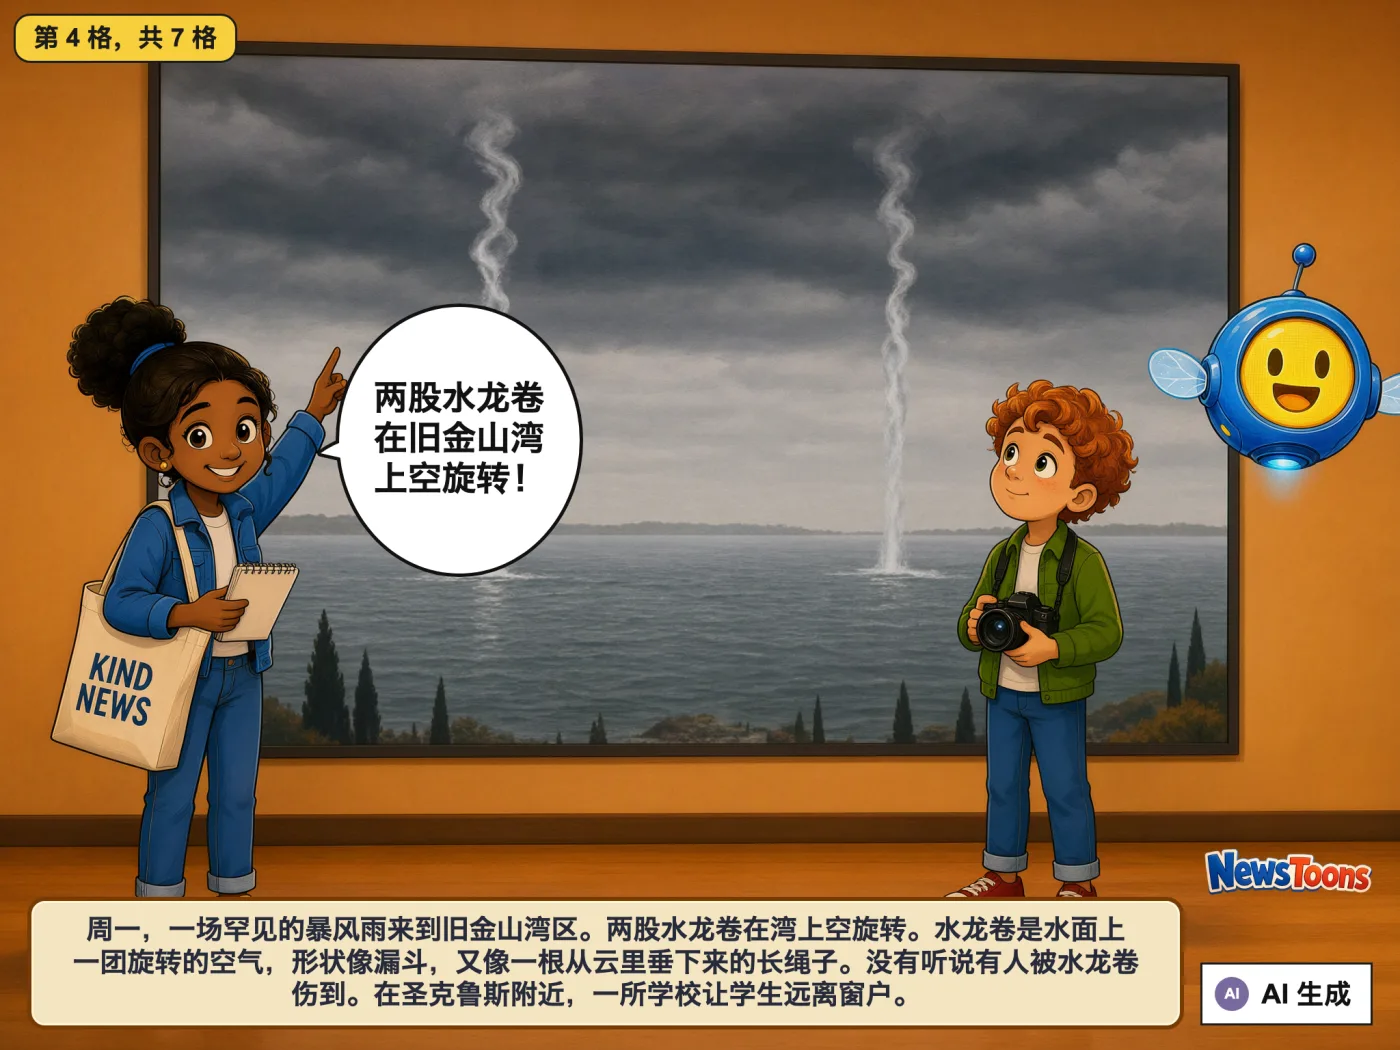 第 4 格，共 7 格
两股水龙卷
在旧金山湾
上空旋转！
KIND
NEWS
NewsToons
周一，一场罕见的暴风雨来到旧金山湾区。两股水龙卷在湾上空旋转。水龙卷是水面上
一团旋转的空气，形状像漏斗，又像一根从云里垂下来的长绳子。没有听说有人被水龙卷
伤到。在圣克鲁斯附近，一所学校让学生远离窗户。
AI AI 生成